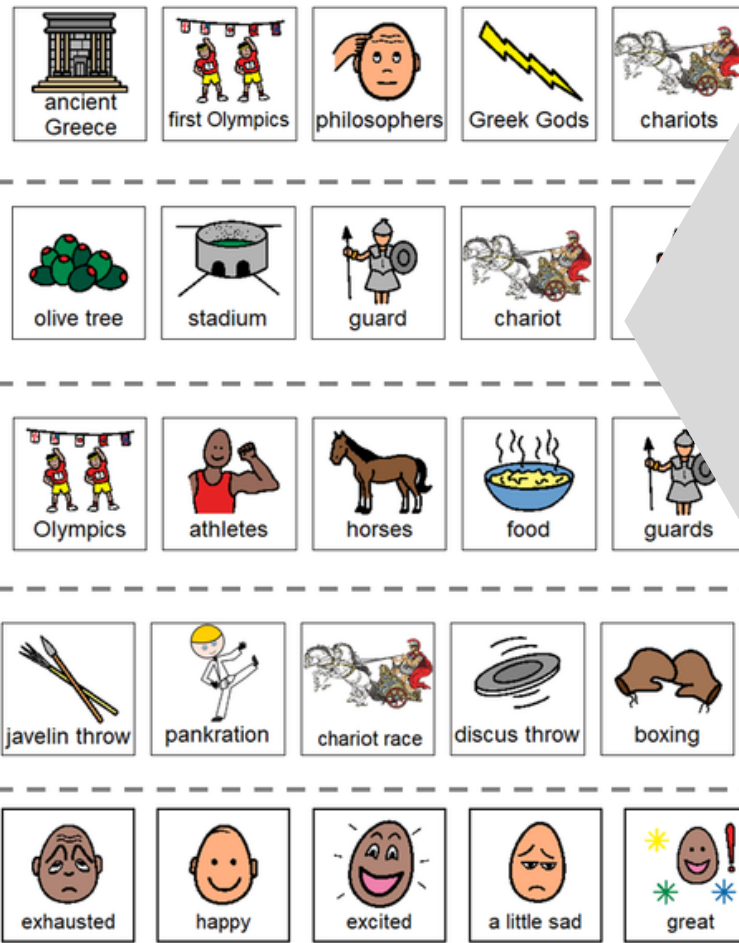 ancient
Greece
first Olympics
philosophers
Greek Gods
chariots
olive tree
stadium
guard
chariot
Olympics
athletes
horses
food
guards
javelin throw
pankration
chariot race
discus throw
boxing
exhausted
happy
excited
a little sad
great